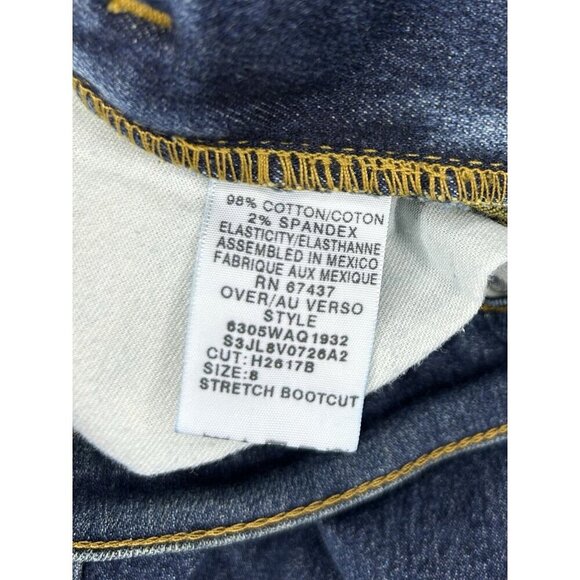 98% COTTON/COTON
2% SPANDEX
ELASTICITY/ELASTHANNE
ASSEMBLED IN MEXICO
FABRIQUE AUX MEXIQUE
RN 67437
OVER/AU VERSO
STYLE
6305WAQ1932
S3JL8V0726A2
CUT: H2617B
SIZE:8
STRETCH BOOTCUT